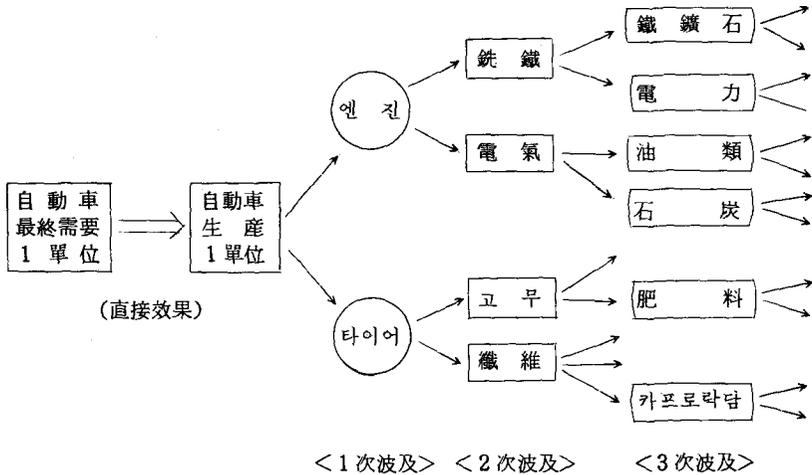 自動車
最終需要
1 單位
(直接效果)
自動車
生産
1單位
엔진
타이어
銑鐵
電氣
고무
纖維
鐵鑛石
電力
油類
石炭
肥料
카프로락담
<1次波及> <2次波及> <3次波及>